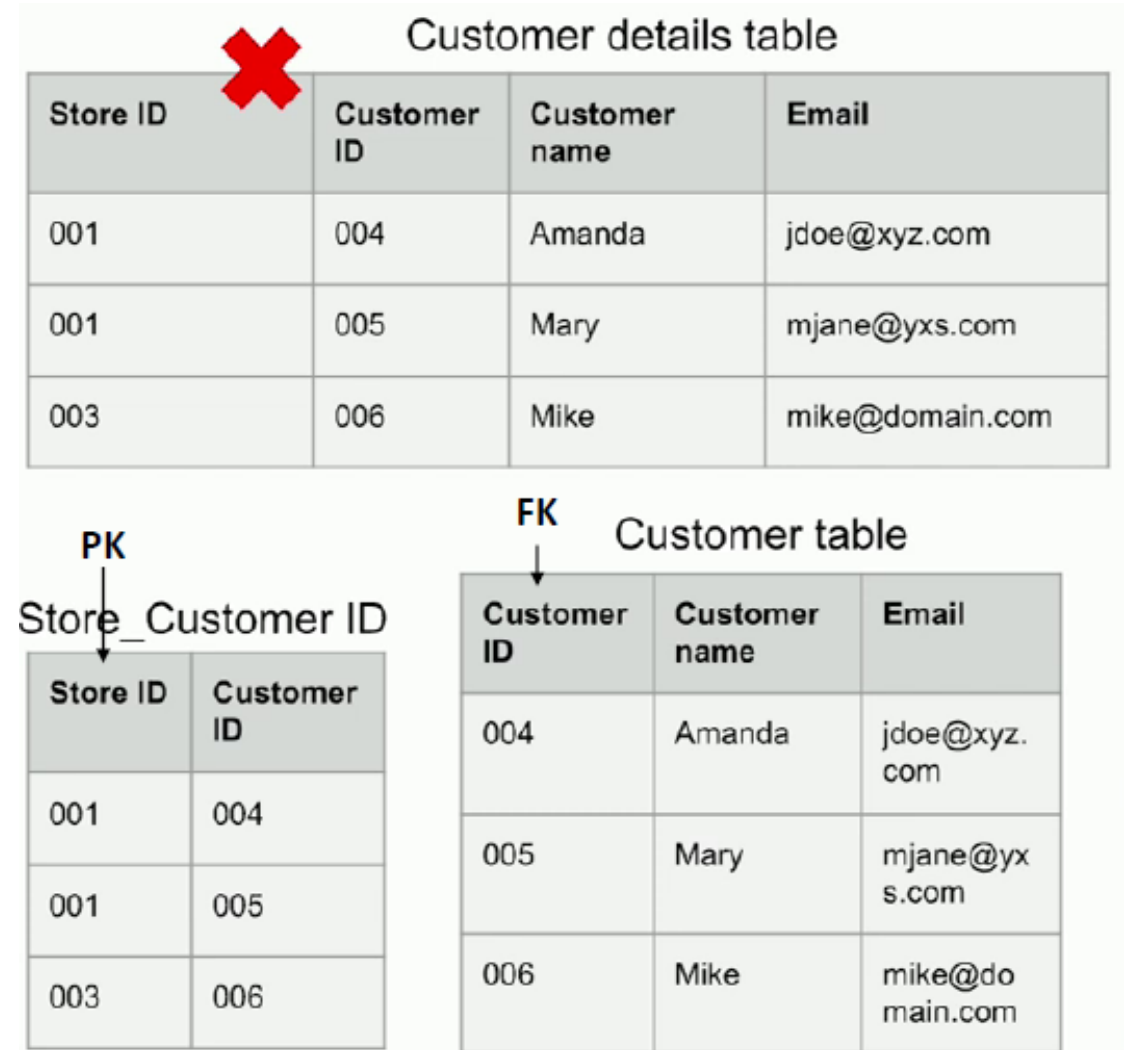 Customer details table
Store ID Customer ID Customer name Email
001 004 Amanda jdoe@xyz.com
001 005 Mary mjane@yxs.com
003 006 Mike mike@domain.com
PK
Store_Customer ID
Store ID Customer
ID
001 004
001 005
003 006
FK
Customer table
Customer Customer Email
ID name
004 Amanda jdoe@xyz.
com
005 Mary mjane@yx
s.com
006 Mike mike@do
main.com